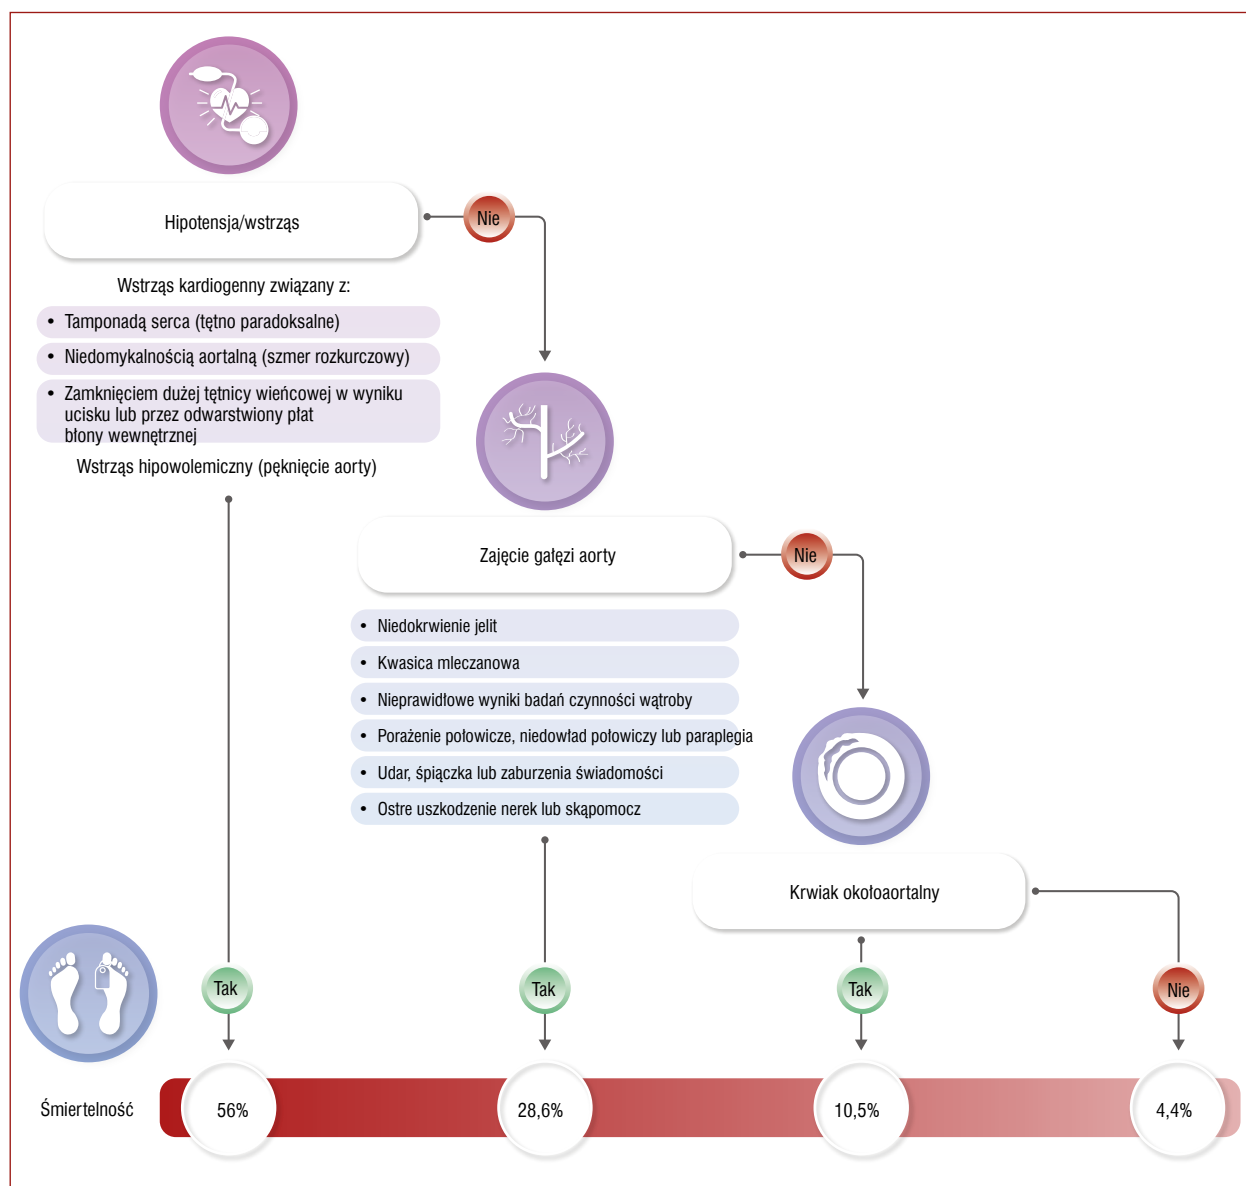 Hipotensja/wstrząs
Nie
Wstrząs kardiogenny związany z:
• Tamponadą serca (tętno paradoksalne)
• Niedomykalnością aortalną (szmer rozkurczowy)
• Zamknięciem dużej tętnicy wieńcowej w wyniku
ucisku lub przez odwarstwiony płat
błony wewnętrznej
Wstrząs hipowolemiczny (pęknięcie aorty)
Zajęcie gałęzi aorty
Nie
• Niedokrwienie jelit
• Kwasica mleczanowa
• Nieprawidłowe wyniki badań czynności wątroby
• Porażenie połowicze, niedowład połowiczy lub paraplegia
• Udar, śpiączka lub zaburzenia świadomości
• Ostre uszkodzenie nerek lub skąpomocz
Krwiak okołoaortalny
Tak
Tak
Tak
Nie
Śmiertelność
56%
28,6%
10,5%
4,4%